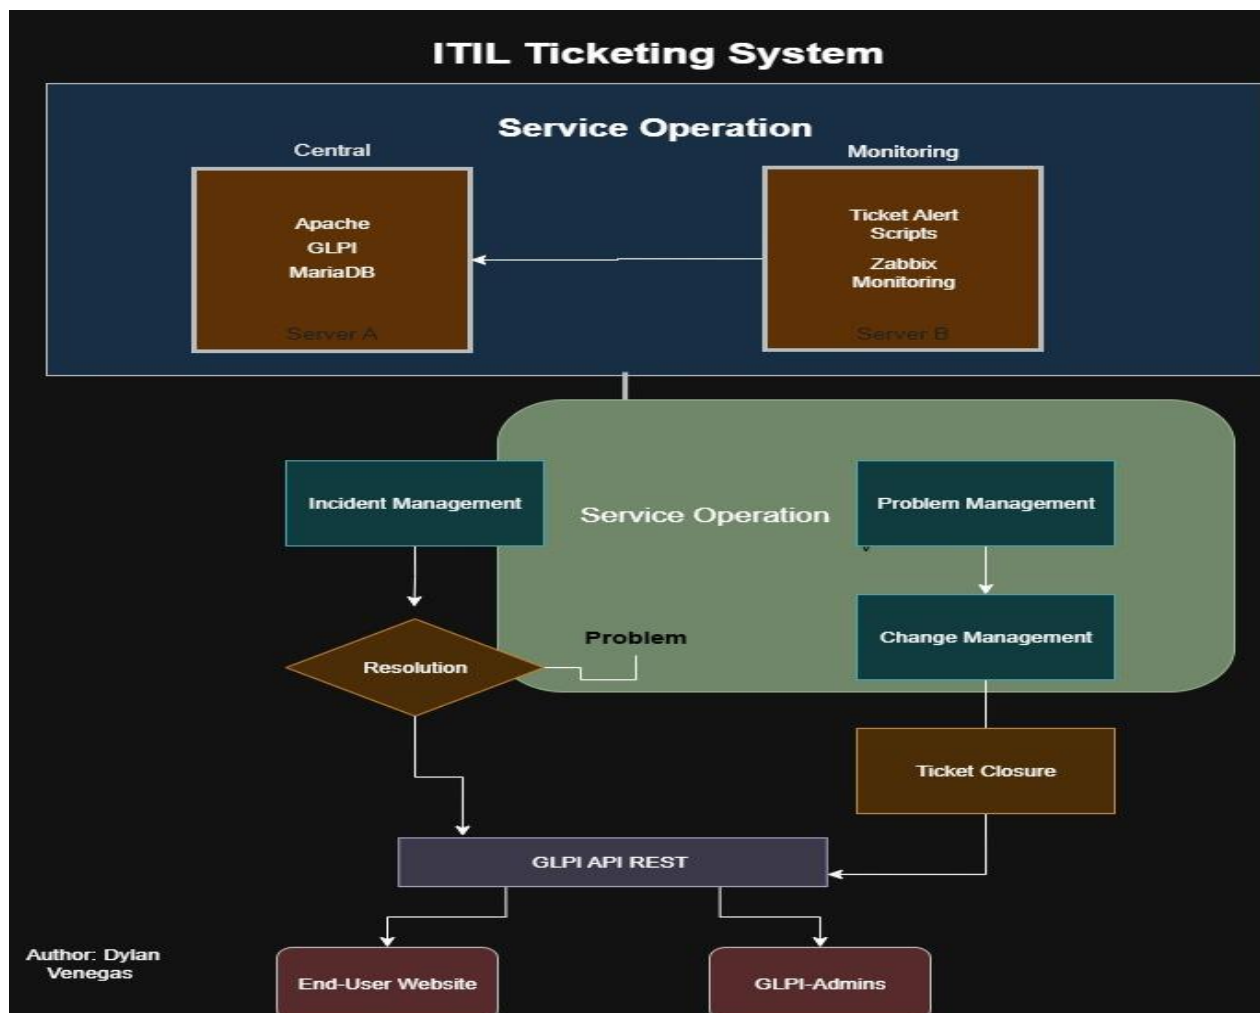 ITIL Ticketing System
Service Operation
Central
Monitoring
Apache
GLPI
MariaDB
Server A
Ticket Alert
Scripts
Zabbix
Monitoring
Server B
Incident Management
Service Operation
Problem Management
Problem
Change Management
Resolution
Ticket Closure
GLPI API REST
Author: Dylan
Venegas
End-User Website
GLPI-Admins